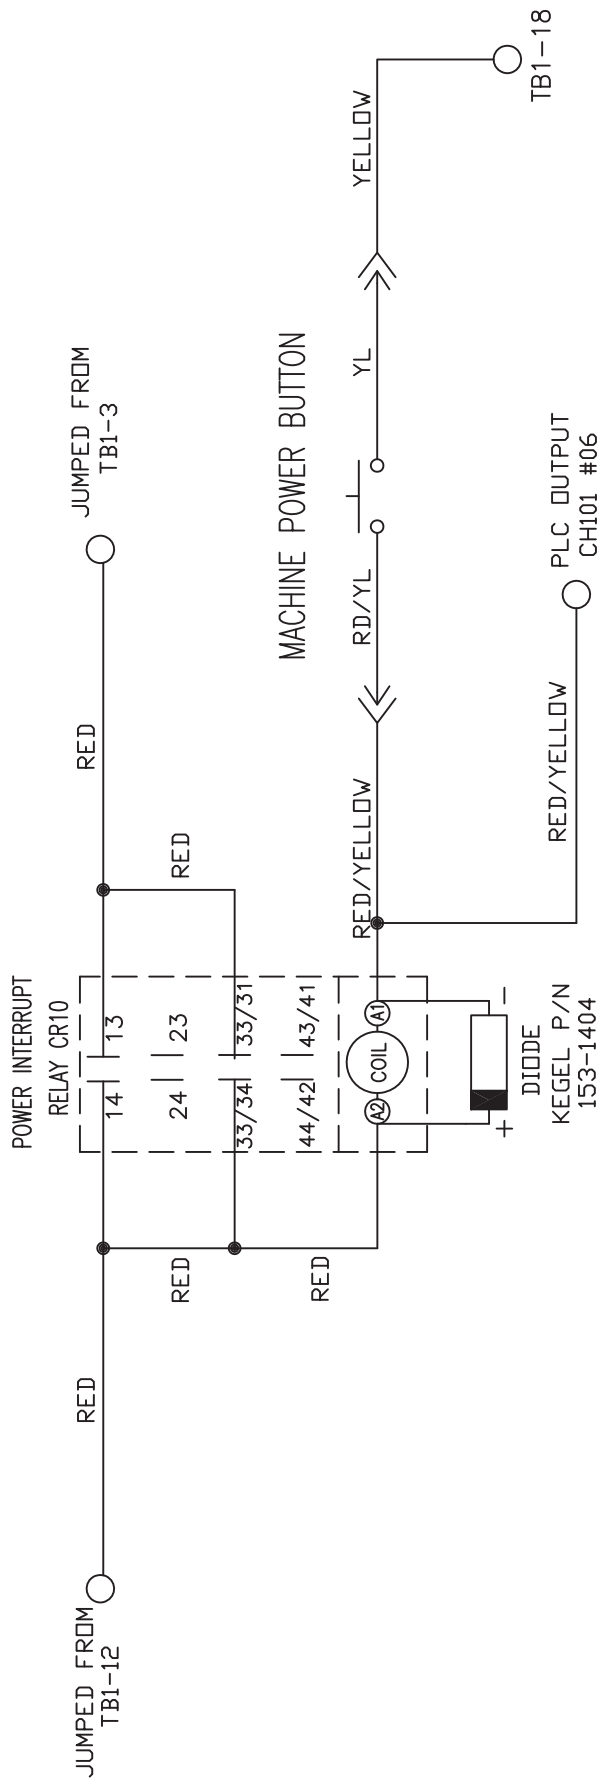 JUMPED FROM
TB1-12
RED
RED
RED
POWER INTERRUPT
RELAY CR10
14
13
24
23
33/34
33/31
44/42
43/41
A2
COIL
A1
+
-
DIODE
KEGEL P/N
153-1404
RED
RED
JUMPED FROM
TB1-3
RED/YELLOW
RED/YELLOW
PLC OUTPUT
CH101 #06
MACHINE POWER BUTTON
RD/YL
YL
YELLOW
TB1-18